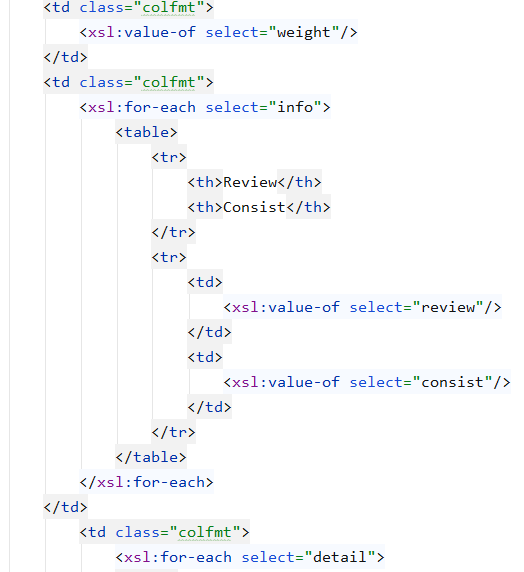 <td class="colfmt">
<xsl:value-of select="weight"/>
</td>
<td class="colfmt">
<xsl:for-each select="info">
<table>
<tr>
<th>Review</th>
<th>Consist</th>
</tr>
<tr>
<td>
<xsl:value-of select="review"/>
</td>
<td>
<xsl:value-of select="consist"/>
</td>
</tr>
</table>
</xsl:for-each>
</td>
<td class="colfmt">
<xsl:for-each select="detail">